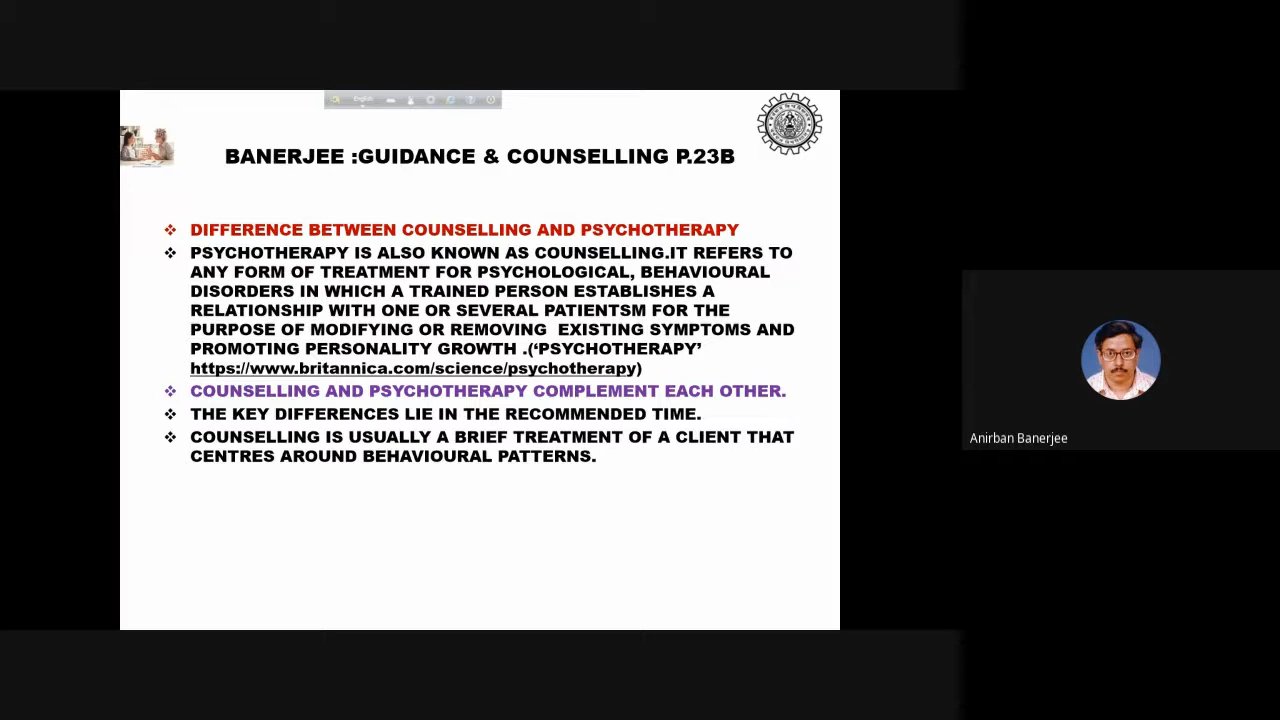 English
BANERJEE :GUIDANCE & COUNSELLING P.23B
DIFFERENCE BETWEEN COUNSELLING AND PSYCHOTHERAPY
PSYCHOTHERAPY IS ALSO KNOWN AS COUNSELLING.IT REFERS TO
ANY FORM OF TREATMENT FOR PSYCHOLOGICAL, BEHAVIOURAL
DISORDERS IN WHICH A TRAINED PERSON ESTABLISHES A
RELATIONSHIP WITH ONE OR SEVERAL PATIENTSM FOR THE
PURPOSE OF MODIFYING OR REMOVING  EXISTING SYMPTOMS AND
PROMOTING PERSONALITY GROWTH .(‘PSYCHOTHERAPY’
https://www.britannica.com/science/psychotherapy)
COUNSELLING AND PSYCHOTHERAPY COMPLEMENT EACH OTHER.
THE KEY DIFFERENCES LIE IN THE RECOMMENDED TIME.
COUNSELLING IS USUALLY A BRIEF TREATMENT OF A CLIENT THAT
CENTRES AROUND BEHAVIOURAL PATTERNS.
Anirban Banerjee